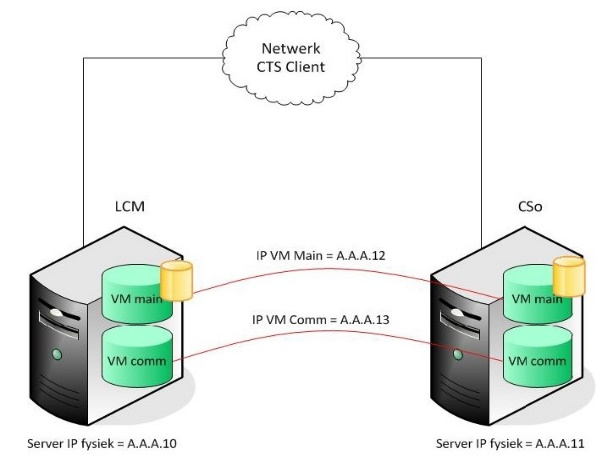 Netwerk
CTS Client
LCM
CSo
IP VM Main = A.A.A.12
VM main
VM main
IP VM Comm = A.A.A.13
VM comm
VM comm
Server IP fysiek = A.A.A.10
Server IP fysiek = A.A.A.11